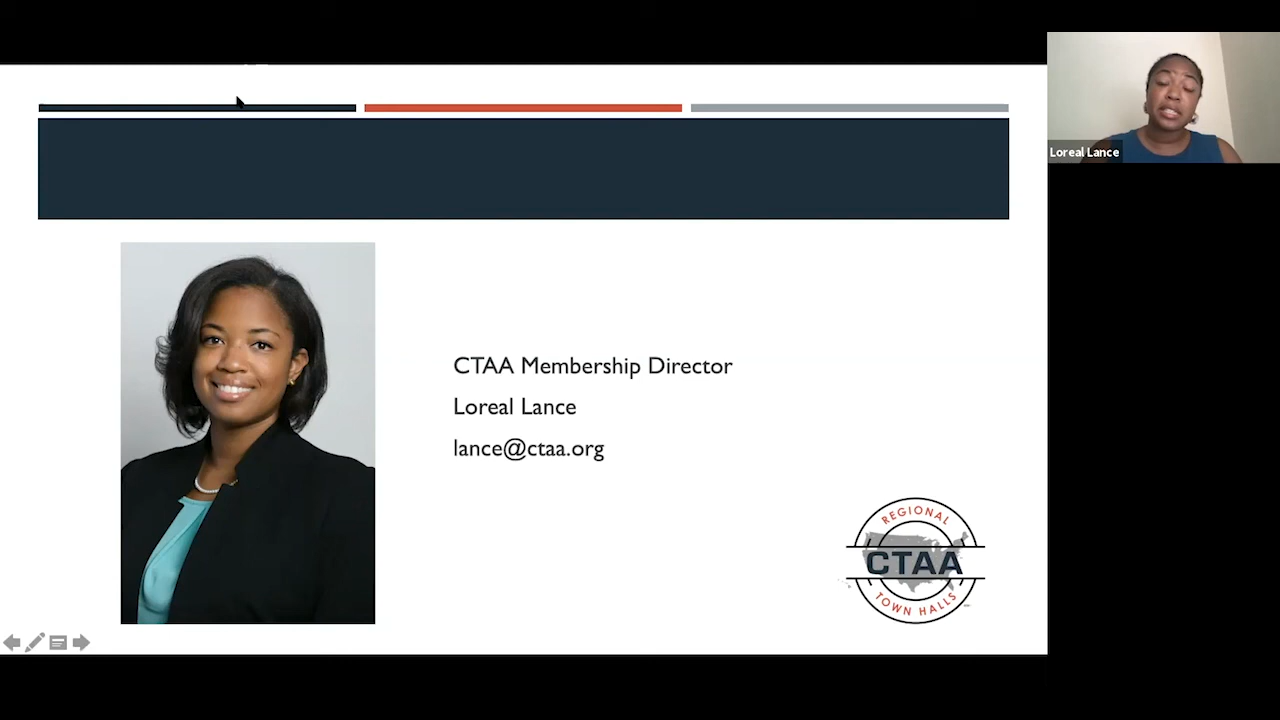 Loreal Lance
CTAA Membership Director
Loreal Lance
lance@ctaa.org
REGIONAL
CTAA
TOWN HALLS